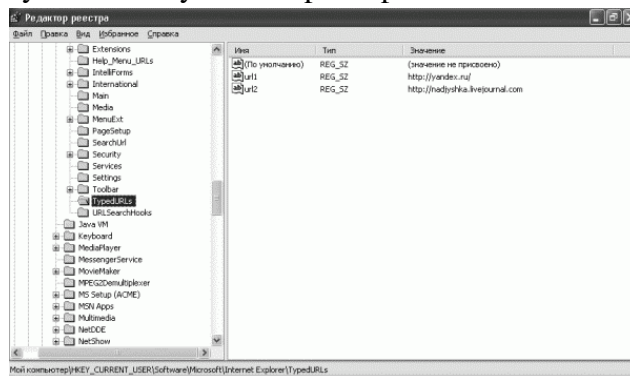 Редактор реестра
Файл Правка Вид Избранное Справка
Extensions
Help_Menu_URLs
IntelliForms
International
Main
Media
MenuExt
PageSetup
SearchUrl
Security
Services
Settings
Toolbar
TypedURLs
URLSearchHooks
Java VM
Keyboard
MediaPlayer
MessengerService
MovieMaker
MPEG2Demultiplexer
MS Setup (ACME)
MSN Apps
Multimedia
NetDDE
NetShow
Имя Тип Значение
(По умолчанию) REG_SZ (значение не присвоено)
url1 REG_SZ http://yandex.ru/
url2 REG_SZ http://nadjyshka.livejournal.com
Мой компьютер\HKEY_CURRENT_USER\Software\Microsoft\Internet Explorer\TypedURLs